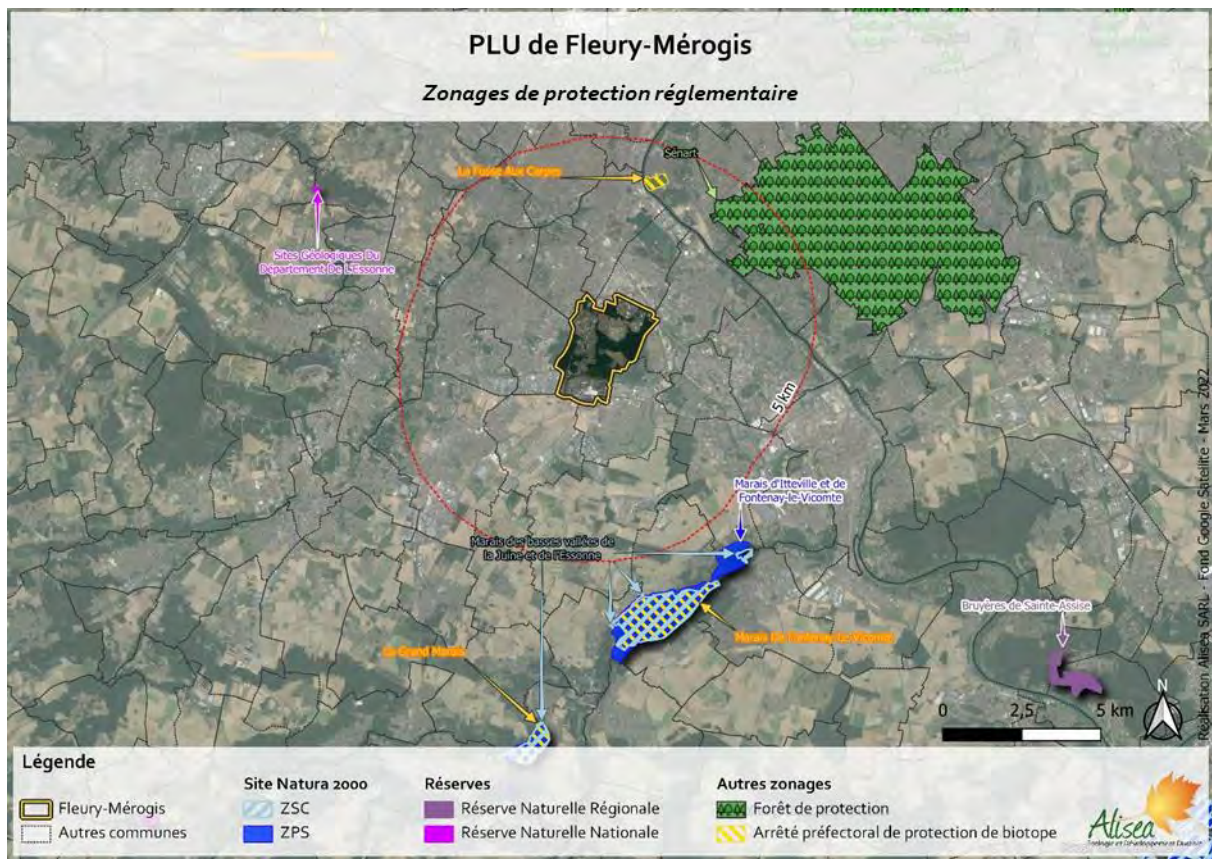 PLU de Fleury-Mérogis
Zonages de protection réglementaire
Sénart
La Fosse Aux Carpes
Sites Géologiques Du
Département De L'Essonne
5 km
Marais d'Itteville et de
Fontenay-le-Vicomte
Marais des basses vallées de
la Juine et de l'Essonne
Bruyères de Sainte-Assise
Marais De Fontenay-Le-Vicomte
Le Grand Marais
N
0 2,5 5 km
Réalisation Alisea SARL - Fond Google Stellite - Mars 2022
Légende
Fleury-Mérogis
Autres communes
Site Natura 2000
ZSC
ZPS
Réserves
Réserve Naturelle Régionale
Réserve Naturelle Nationale
Autres zonages
Forêt de protection
Arrêté préfectoral de protection de biotope
Alisea